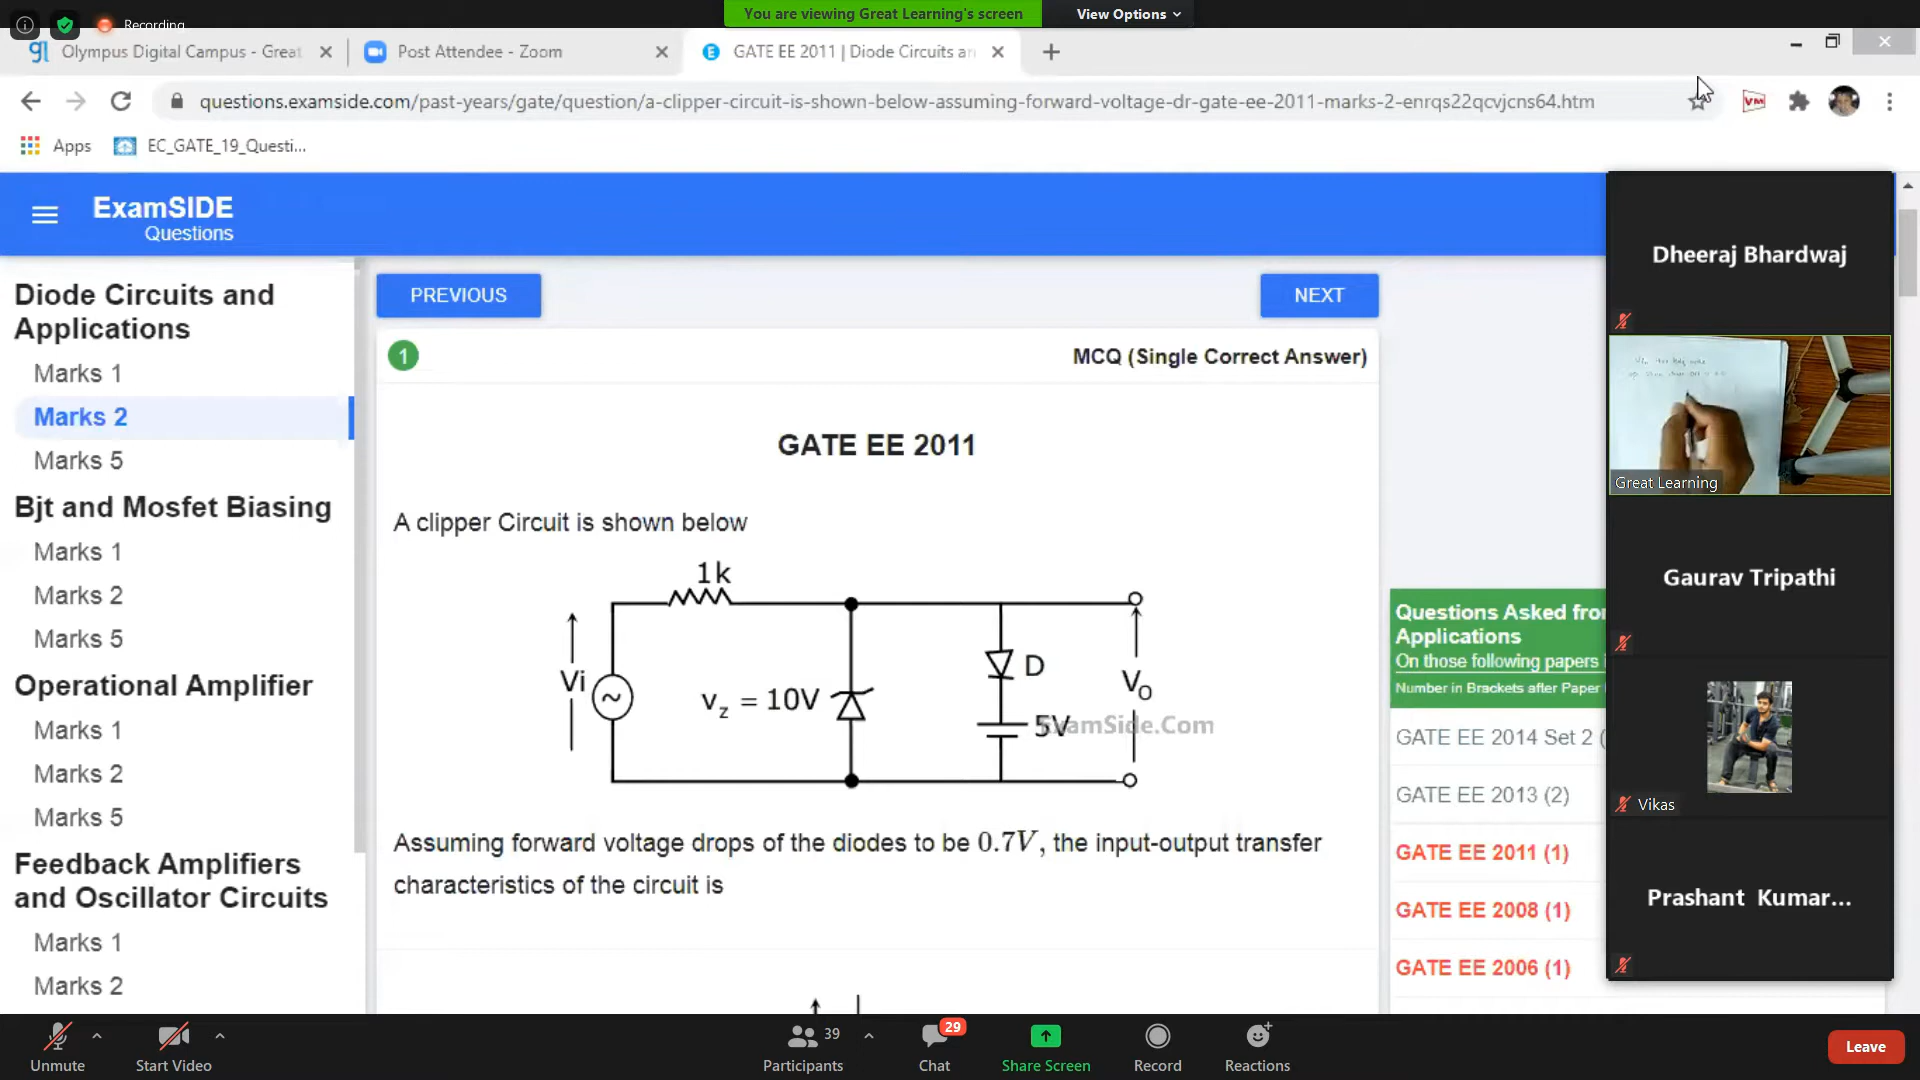 Recording
You are viewing Great Learning's screen
View Options
Olympus Digital Campus - Great
Post Attendee - Zoom
GATE EE 2011 | Diode Circuits an
questions.examside.com/past-years/gate/question/a-clipper-circuit-is-shown-below-assuming-forward-voltage-dr-gate-ee-2011-marks-2-enrqs22qcvjcns64.htm
Apps
EC_GATE_19_Questi...
ExamSIDE
Questions
Diode Circuits and
Applications
Marks 1
Marks 2
Marks 5
Bjt and Mosfet Biasing
Marks 1
Marks 2
Marks 5
Operational Amplifier
Marks 1
Marks 2
Marks 5
Feedback Amplifiers
and Oscillator Circuits
Marks 1
Marks 2
PREVIOUS
NEXT
1
MCQ (Single Correct Answer)
GATE EE 2011
A clipper Circuit is shown below
1k
Vi
vz = 10V
D
5V
VO
ExamSide.Com
Assuming forward voltage drops of the diodes to be 0.7V, the input-output transfer
characteristics of the circuit is
Questions Asked from
Applications
On those following papers i
Number in Brackets after Paper
GATE EE 2014 Set 2 (
GATE EE 2013 (2)
GATE EE 2011 (1)
GATE EE 2008 (1)
GATE EE 2006 (1)
Dheeraj Bhardwaj
Great Learning
Gaurav Tripathi
Vikas
Prashant Kumar...
Unmute
Start Video
39
Participants
29
Chat
Share Screen
Record
Reactions
Leave